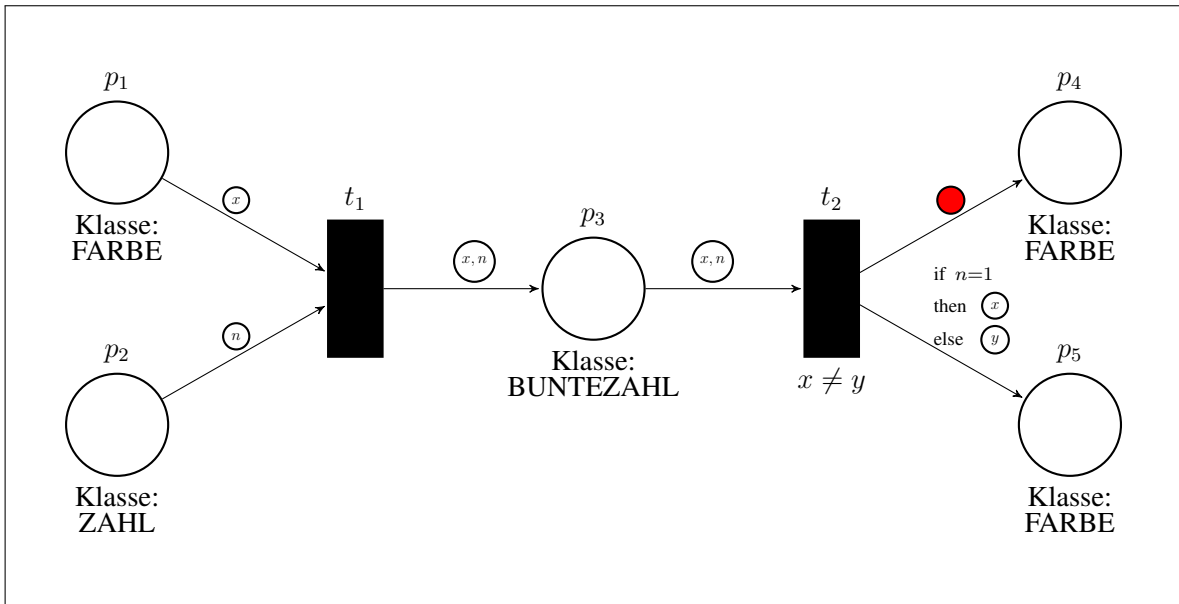 p₁
Klasse:
FARBE
x
p₂
Klasse:
ZAHL
n
t₁
x, n
p₃
Klasse:
BUNTEZAHL
x, n
t₂
x ≠ y
p₄
Klasse:
FARBE
if n=1
then x
else y
p₅
Klasse:
FARBE